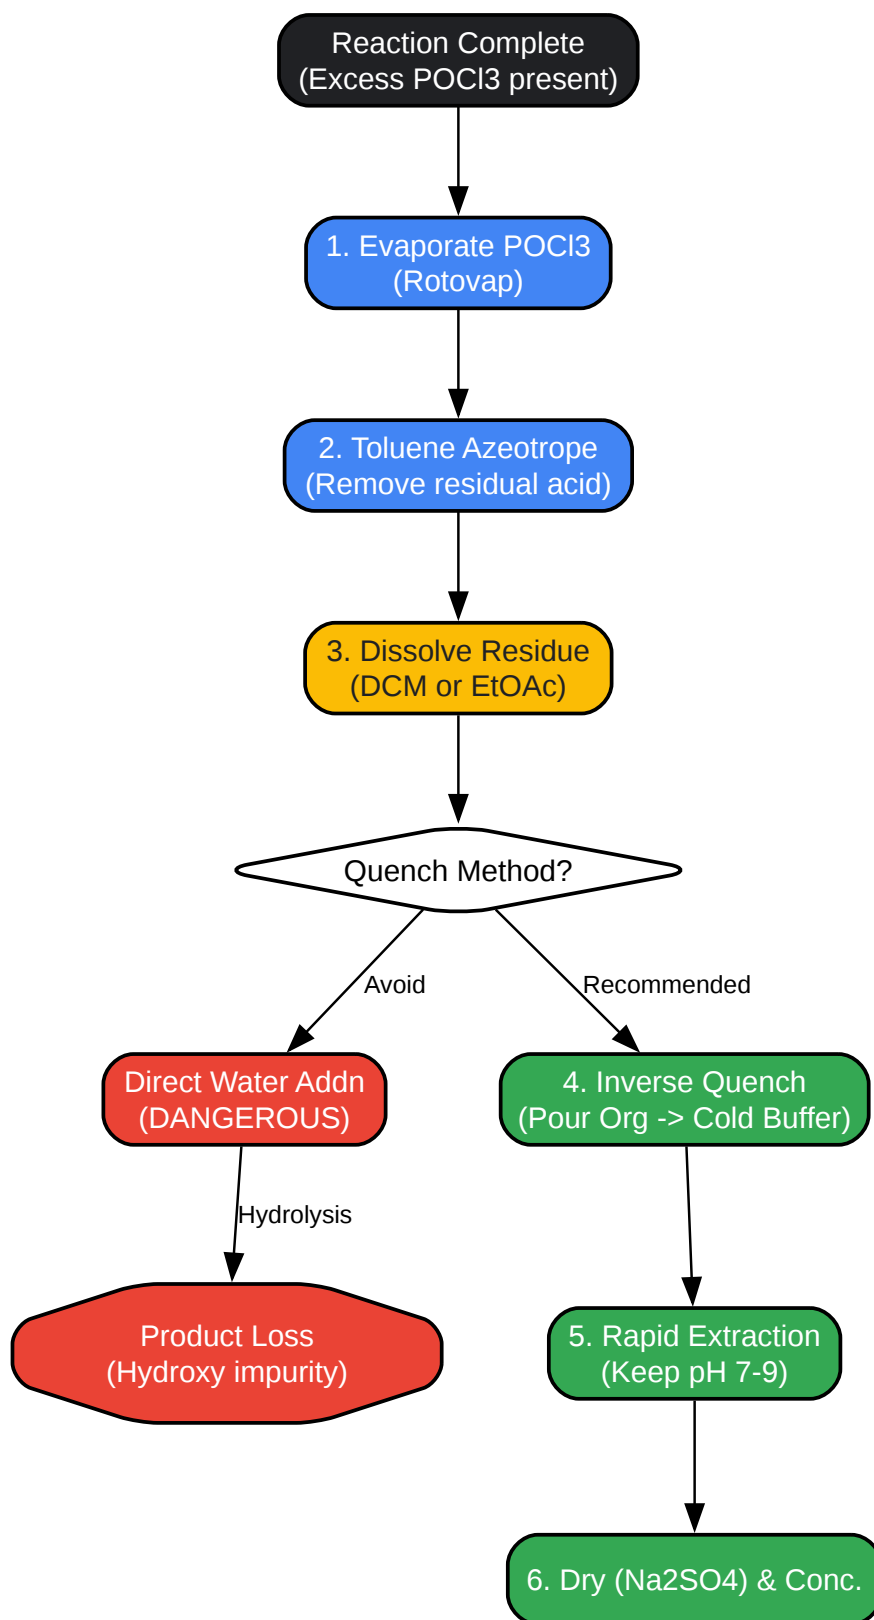 Reaction Complete
(Excess POCl3 present)
1. Evaporate POCl3
(Rotovap)
2. Toluene Azeotrope
(Remove residual acid)
3. Dissolve Residue
(DCM or EtOAc)
Quench Method?
Avoid
Recommended
Direct Water Addn
(DANGEROUS)
4. Inverse Quench
(Pour Org -> Cold Buffer)
Hydrolysis
Product Loss
(Hydroxy impurity)
5. Rapid Extraction
(Keep pH 7-9)
6. Dry (Na2SO4) & Conc.